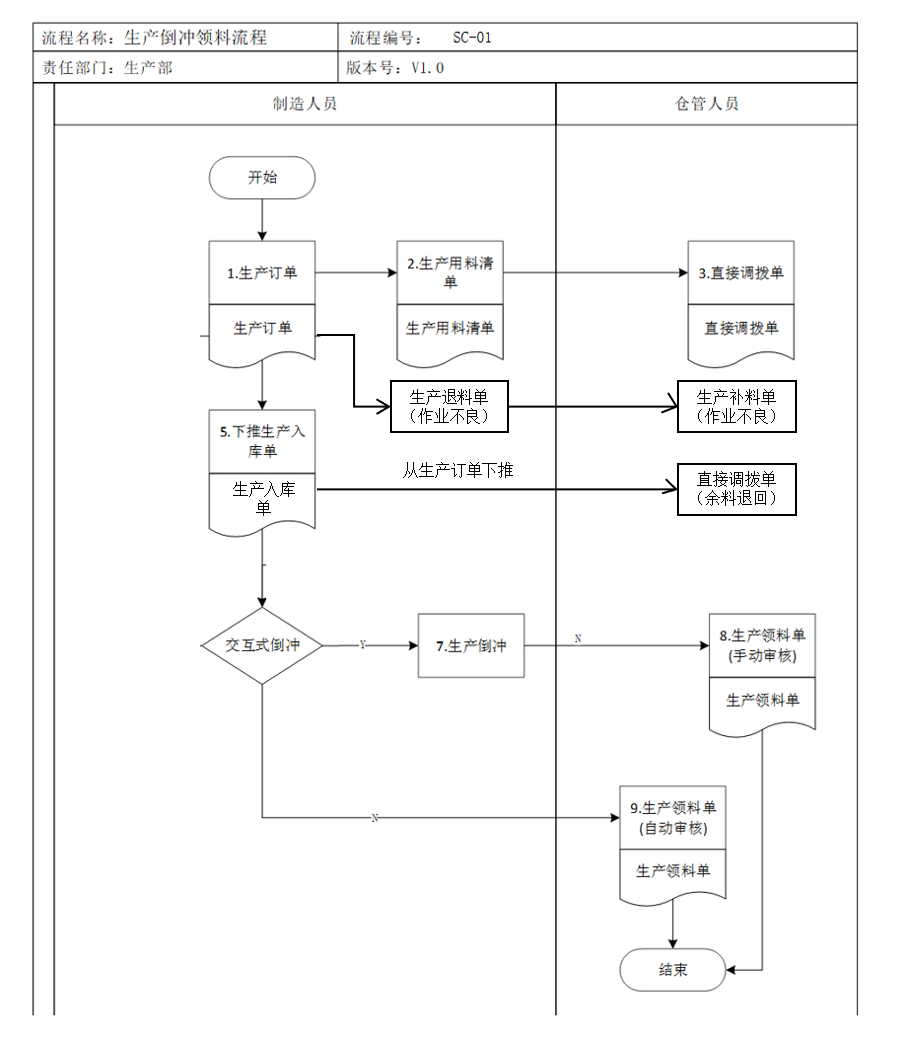 流程名称：生产倒冲领料流程
流程编号： SC-01
责任部门：生产部
版本号：V1.0
制造人员
仓管人员
开始
1.生产订单
2.生产用料清
单
3.直接调拨单
生产订单
生产用料清单
直接调拨单
生产退料单
（作业不良）
生产补料单
（作业不良）
5.下推生产入
库单
从生产订单下推
生产入库
单
直接调拨单
（余料退回）
交互式倒冲
Y
7.生产倒冲
N
8.生产领料单
(手动审核)
生产领料单
N
9.生产领料单
(自动审核)
生产领料单
结束